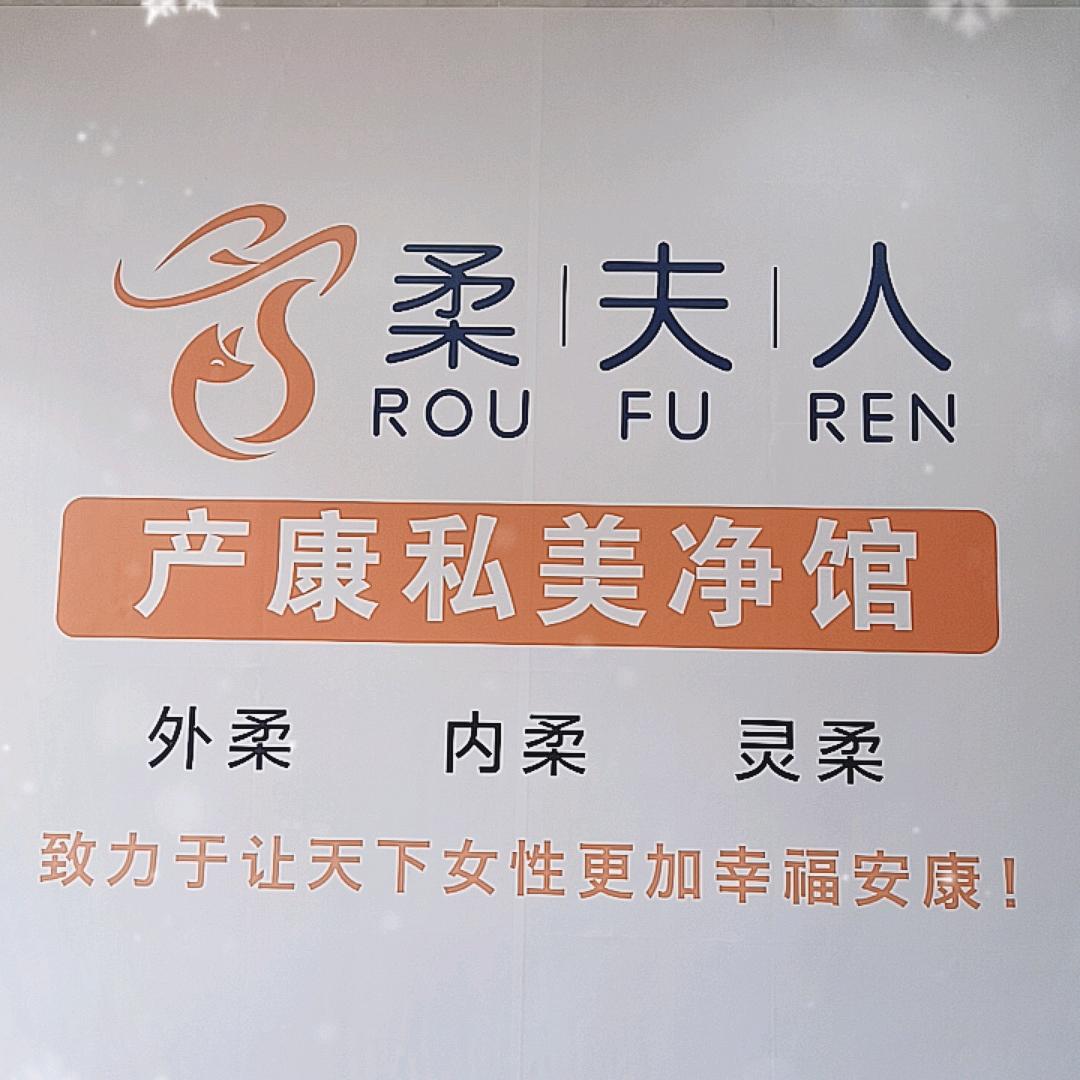 柔夫人
ROU FU REN
产康私美净馆
外柔 内柔 灵柔
致力于让天下女性更加幸福安康！